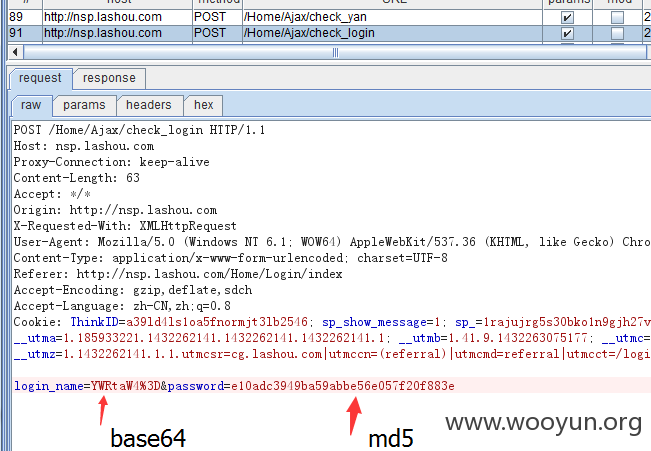 # host method URL params mod
89 http://nsp.lashou.com POST /Home/Ajax/check_yan 2
91 http://nsp.lashou.com POST /Home/Ajax/check_login 2
request response
raw params headers hex
POST /Home/Ajax/check_login HTTP/1.1
Host: nsp.lashou.com
Proxy-Connection: keep-alive
Content-Length: 63
Accept: */*
Origin: http://nsp.lashou.com
X-Requested-With: XMLHttpRequest
User-Agent: Mozilla/5.0 (Windows NT 6.1; WOW64) AppleWebKit/537.36 (KHTML, like Gecko) Chro
Content-Type: application/x-www-form-urlencoded; charset=UTF-8
Referer: http://nsp.lashou.com/Home/Login/index
Accept-Encoding: gzip,deflate,sdch
Accept-Language: zh-CN,zh;q=0.8
Cookie: ThinkID=a39ld4ls1oa5fnormjt3lb2546; sp_show_message=1; sp_=1rajujrg5s30bko1n9gjh27v
__utma=1.185933221.1432262141.1432262141.1432262141.1; __utmb=1.41.9.1432263075177; __utmc=
__utmz=1.1432262141.1.1.utmcsr=cg.lashou.com|utmccn=(referral)|utmcmd=referral|utmcct=/login
login_name=YWRtaW4%3D&password=e10adc3949ba59abbe56e057f20f883e
base64 md5
www.wooyun.org